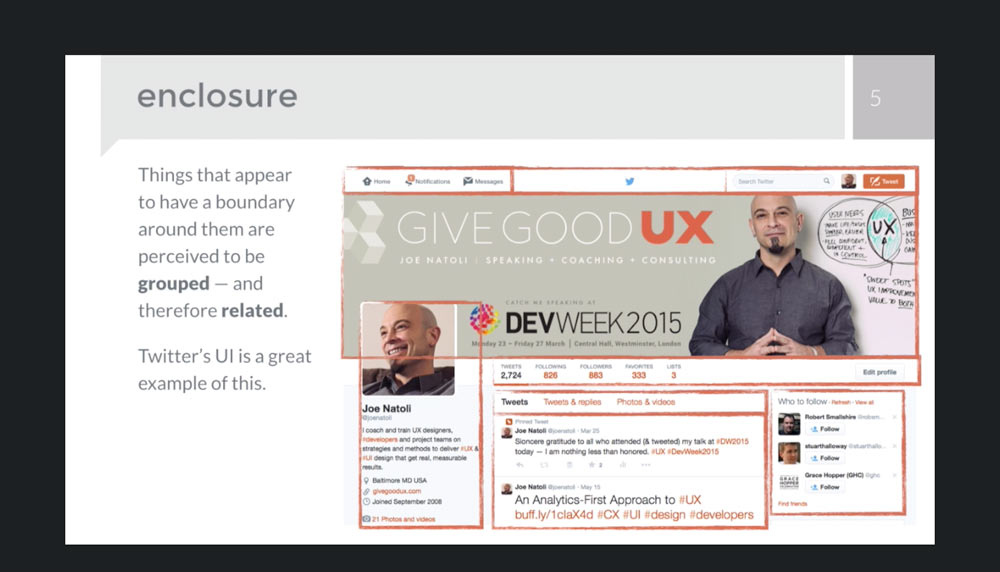 enclosure
5
Things that appear
to have a boundary
around them are
perceived to be
grouped — and
therefore related.
Twitter's UI is a great
example of this.
Home
Notifications
Messages
Search Twitter
Tweet
GIVEGOODUX
JOE NATOLI : SPEAKING + COACHING + CONSULTING
CATCH ME SPEAKING AT
DEVWEEK2015
Monday 23 – Friday 27 March | Central Hall, Westminster, London
USER NEEDS
UX
"SWEET SPOTS"
UX IMPROVEMEN
VALUE TO BOTH
TWEETS
2,724
FOLLOWING
826
FOLLOWERS
883
FAVORITES
333
LISTS
3
Edit profile
Joe Natoli
@joenatoli
I coach and train UX designers,
#developers and project teams on
strategies and methods to deliver #UX &
#UI design that get real, measurable
results.
Baltimore MD USA
givegoodux.com
Joined September 2008
21 Photos and videos
Tweets Tweets & replies Photos & videos
Pinned Tweet
Joe Natoli @joenatoli · Mar 25
Sioncere gratitude to all who attended (& tweeted) my talk at #DW2015
today — I am nothing less than honored. #UX #DevWeek2015
Joe Natoli @joenatoli · May 15
An Analytics-First Approach to #UX
buff.ly/1claX4d #CX #UI #design #developers
Who to follow · Refresh · View all
Robert Smallshire @robsm...
Follow
stuarthalloway @stuarthallo...
Follow
GRACE
HOPPER
Grace Hopper (GHC) @ghc
Follow
Find friends